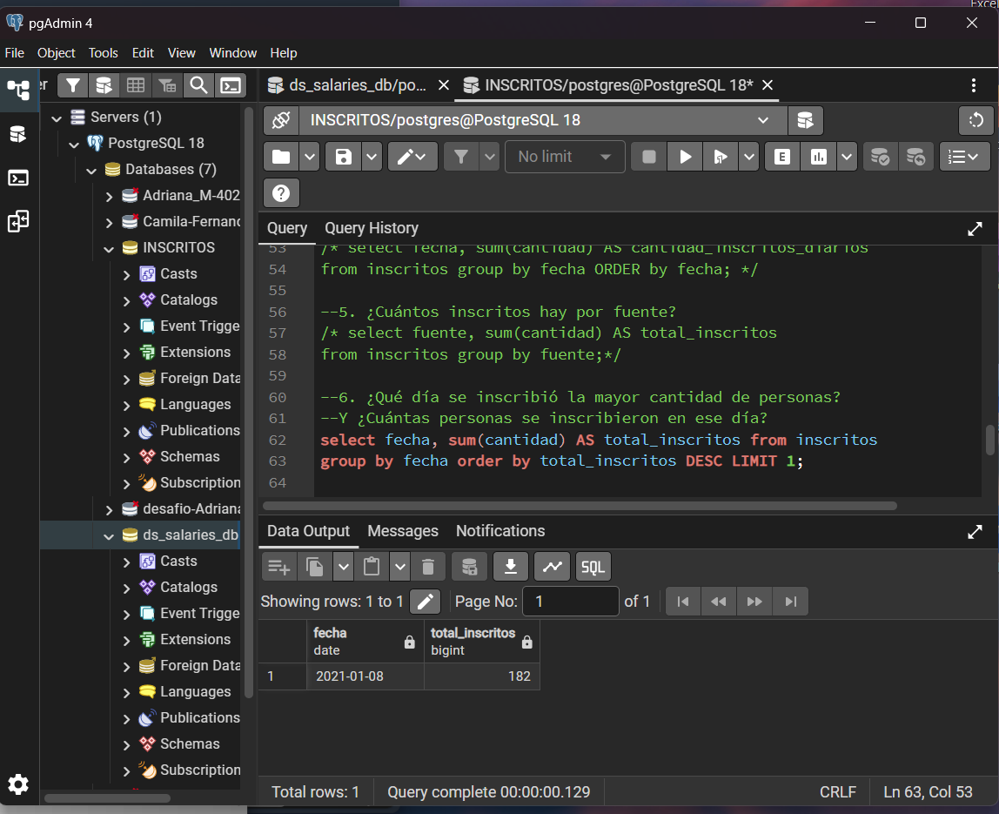 Excel
pgAdmin 4
File Object Tools Edit View Window Help
er
ds_salaries_db/po...
INSCRITOS/postgres@PostgreSQL 18*
Servers (1)
PostgreSQL 18
Databases (7)
Adriana_M-402
Camila-Fernanc
INSCRITOS
Casts
Catalogs
Event Trigge
Extensions
Foreign Data
Languages
Publications
Schemas
Subscription
desafio-Adriana
ds_salaries_db
Casts
Catalogs
Event Trigge
Extensions
Foreign Data
Languages
Publications
Schemas
Subscription
INSCRITOS/postgres@PostgreSQL 18
No limit
E
Query Query History
53 /* select fecha, sum(cantidad) AS cantidad_inscritos_diarios
54 from inscritos group by fecha ORDER by fecha; */
55
56 --5. ¿Cuántos inscritos hay por fuente?
57 /* select fuente, sum(cantidad) AS total_inscritos
58 from inscritos group by fuente;*/
59
60 --6. ¿Qué día se inscribió la mayor cantidad de personas?
61 --Y ¿Cuántas personas se inscribieron en ese día?
62 select fecha, sum(cantidad) AS total_inscritos from inscritos
63 group by fecha order by total_inscritos DESC LIMIT 1;
64
Data Output Messages Notifications
SQL
Showing rows: 1 to 1 Page No: 1 of 1
fecha total_inscritos
date bigint
1 2021-01-08 182
Total rows: 1 Query complete 00:00:00.129 CRLF Ln 63, Col 53